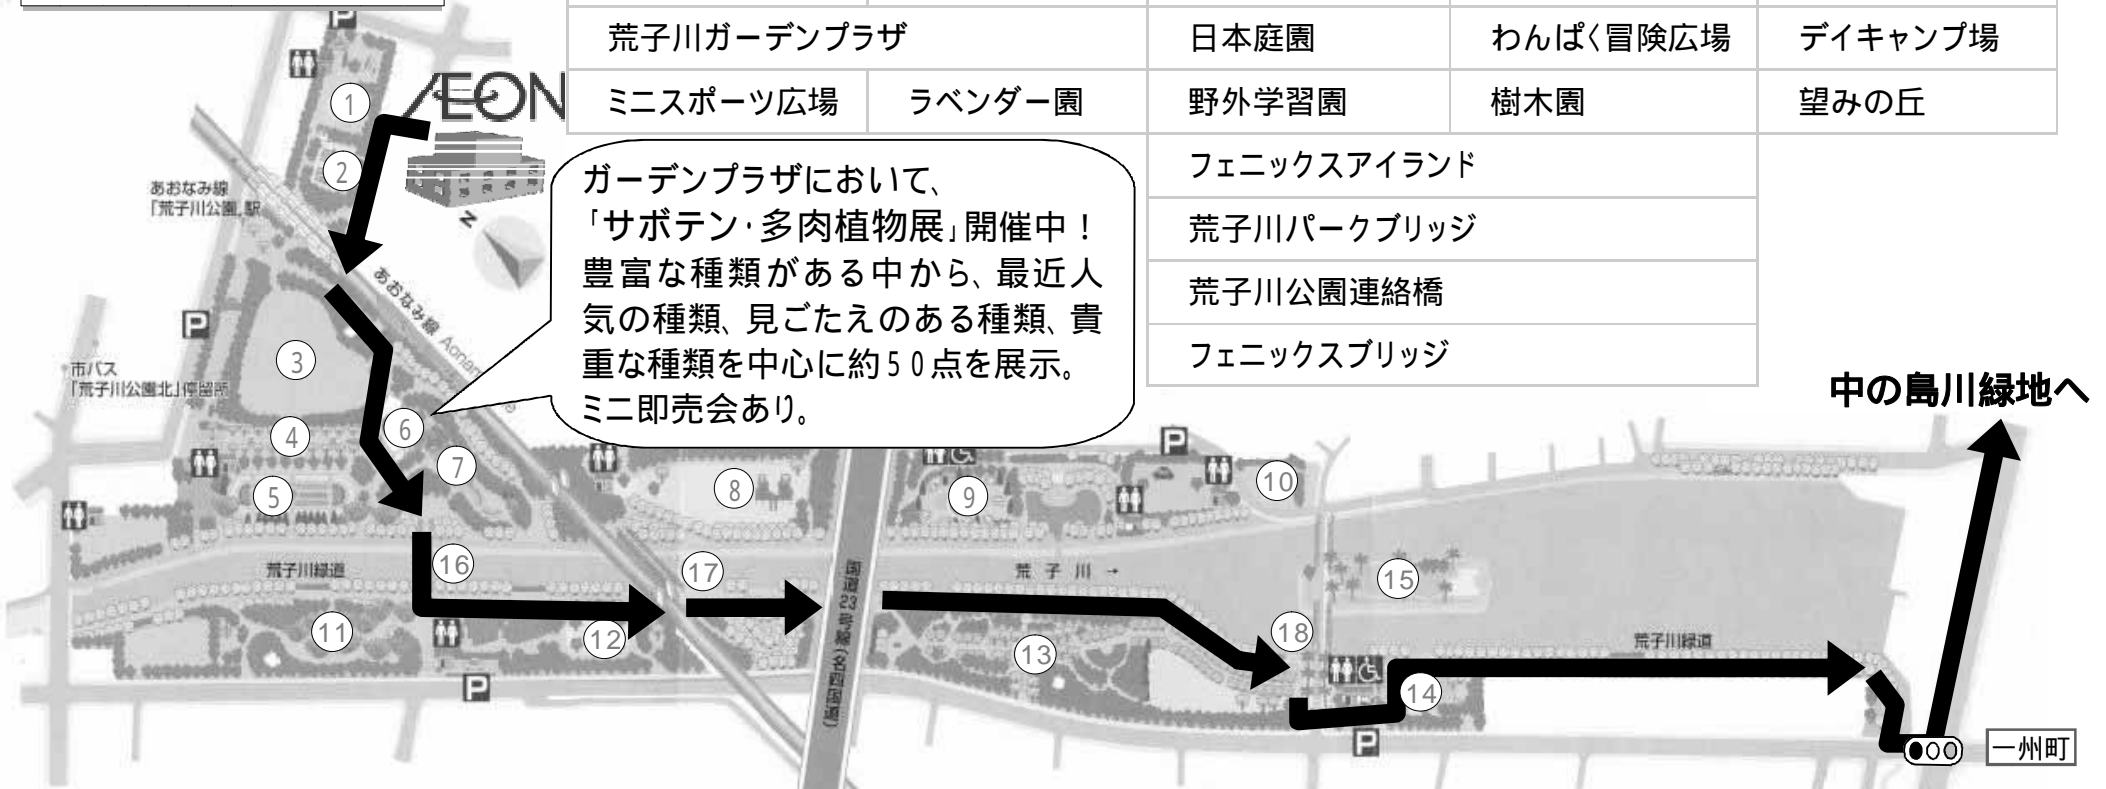 荒子川ガーデンプラザ 日本庭園 わんぱく冒険広場 デイキャンプ場
ミニスポーツ広場 ラベンダー園 野外学習園 樹木園 望みの丘
フェニックスアイランド
荒子川パークブリッジ
荒子川公園連絡橋
フェニックスブリッジ
P
ÆON
1
2
あおなみ線
「荒子川公園」駅
N
ガーデンプラザにおいて、
「サボテン・多肉植物展」開催中！
豊富な種類がある中から、最近人
気の種類、見ごたえのある種類、貴
重な種類を中心に約50点を展示。
ミニ即売会あり。
あおなみ線
P
3
市バス
「荒子川公園北」停留所
中の島川緑地へ
4
6
7
5
8
9
P
10
荒子川緑道
16
17
国道23号線(名四国道)
荒子川→
15
11
12
13
18
荒子川緑道
P
14
P
一州町